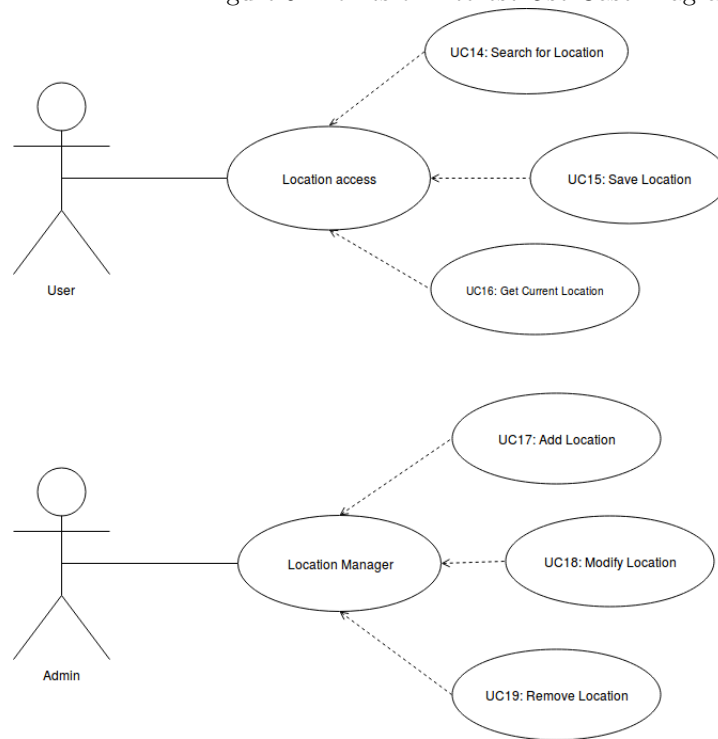 UC14: Search for Location
Location access
UC15: Save Location
UC16: Get Current Location
User
UC17: Add Location
Location Manager
UC18: Modify Location
UC19: Remove Location
Admin